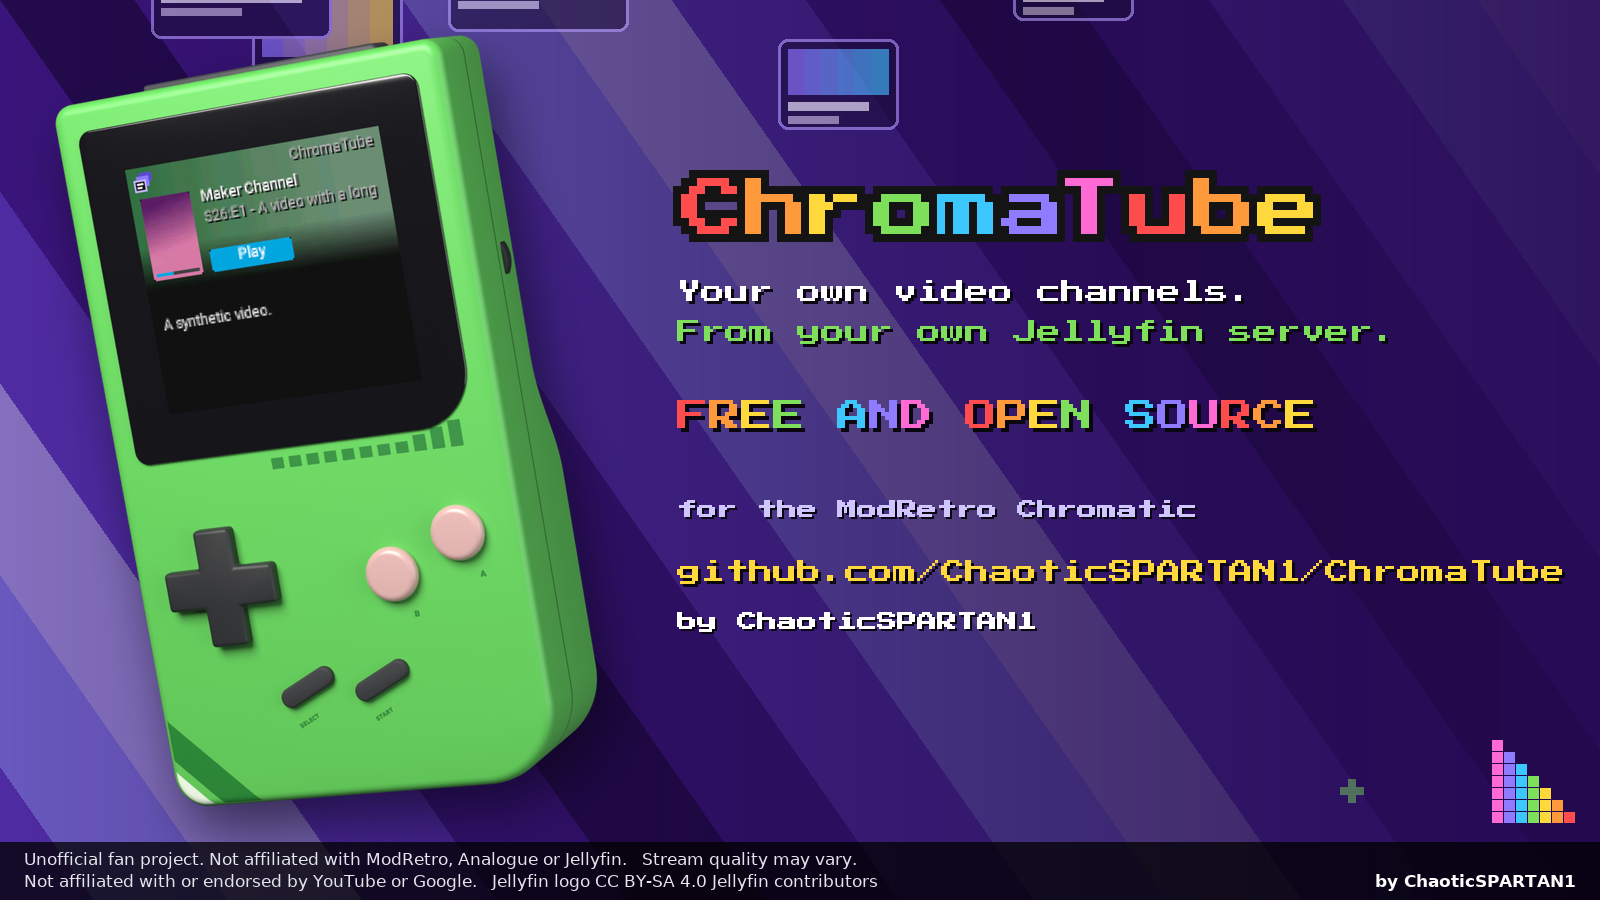 ChromaTube
Maker Channel
S26:E1 - A video with a long
Play
A synthetic video.
A
B
SELECT
START
ChromaTube
Your own video channels.
From your own Jellyfin server.
FREE AND OPEN SOURCE
for the ModRetro Chromatic
github.com/ChaoticSPARTAN1/ChromaTube
by ChaoticSPARTAN1
Unofficial fan project. Not affiliated with ModRetro, Analogue or Jellyfin. Stream quality may vary.
Not affiliated with or endorsed by YouTube or Google. Jellyfin logo CC BY-SA 4.0 Jellyfin contributors
by ChaoticSPARTAN1